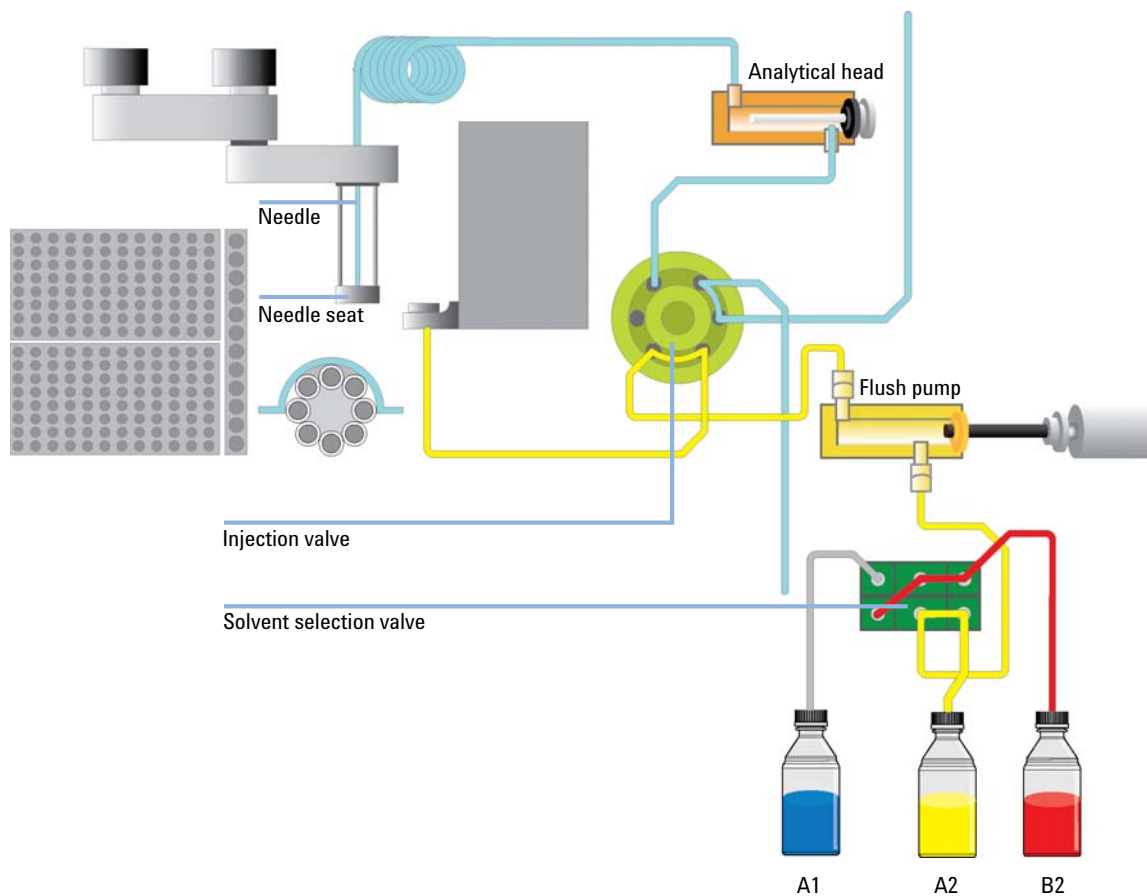 Analytical head
Needle
Needle seat
Flush pump
Injection valve
Solvent selection valve
A1
A2
B2